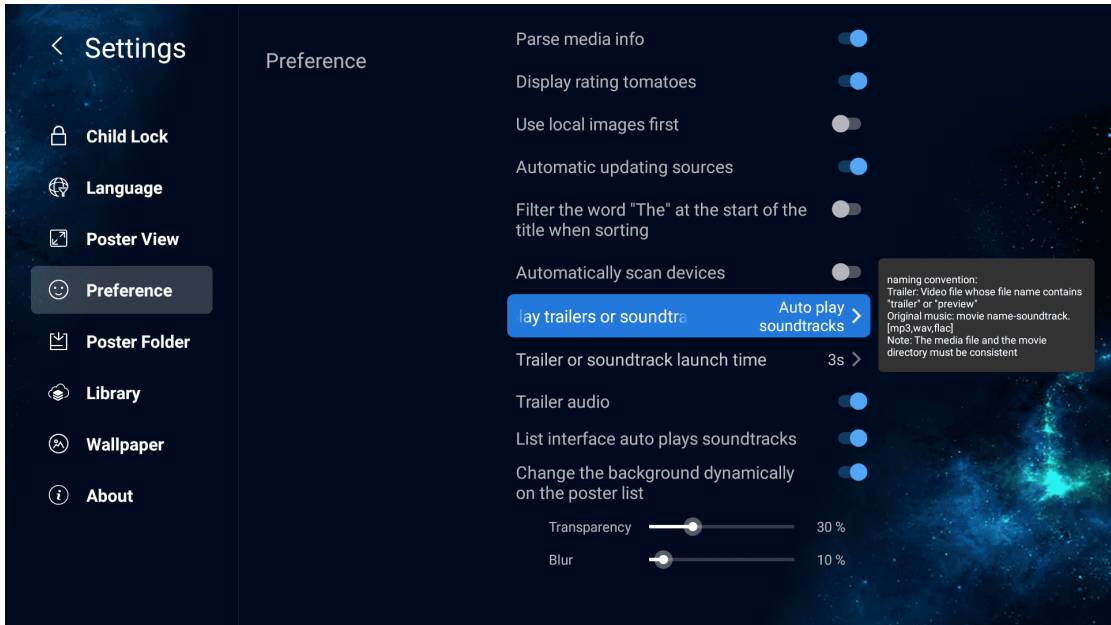 Settings
Child Lock
Language
Poster View
Preference
Poster Folder
Library
Wallpaper
About
Preference
Parse media info
Display rating tomatoes
Use local images first
Automatic updating sources
Filter the word "The" at the start of the
title when sorting
Automatically scan devices
lay trailers or soundtra
Auto play
soundtracks
Trailer or soundtrack launch time
3s
Trailer audio
List interface auto plays soundtracks
Change the background dynamically
on the poster list
Transparency
30 %
Blur
10 %
naming convention:
Trailer: Video file whose file name contains
"trailer" or "preview"
Original music: movie name-soundtrack.
[mp3,wav,flac]
Note: The media file and the movie
directory must be consistent